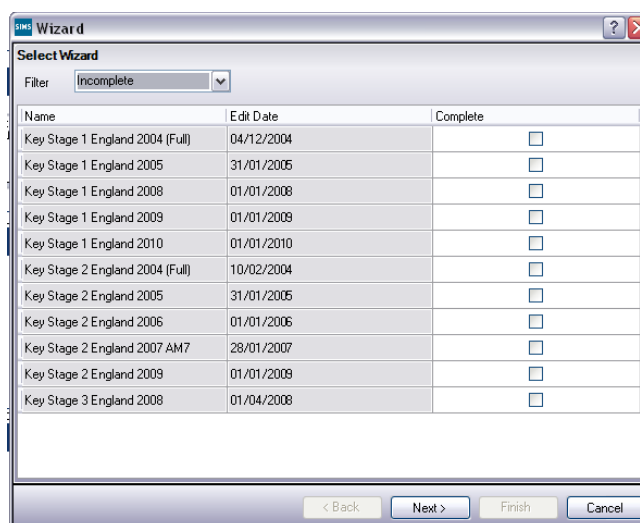 SIMS Wizard ?
Select Wizard
Filter Incomplete
Name Edit Date Complete
Key Stage 1 England 2004 (Full) 04/12/2004
Key Stage 1 England 2005 31/01/2005
Key Stage 1 England 2008 01/01/2008
Key Stage 1 England 2009 01/01/2009
Key Stage 1 England 2010 01/01/2010
Key Stage 2 England 2004 (Full) 10/02/2004
Key Stage 2 England 2005 31/01/2005
Key Stage 2 England 2006 01/01/2006
Key Stage 2 England 2007 AM7 28/01/2007
Key Stage 2 England 2009 01/01/2009
Key Stage 3 England 2008 01/04/2008
< Back Next > Finish Cancel